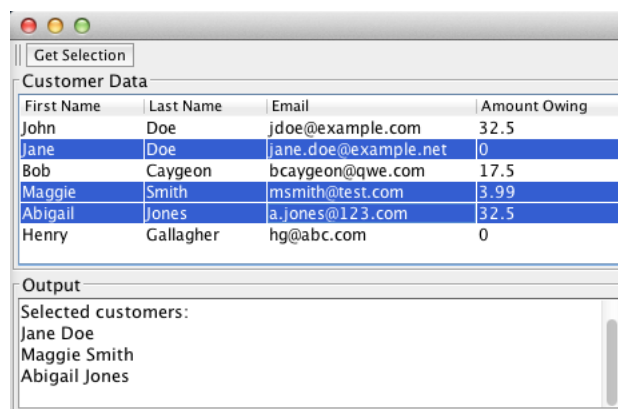 Get Selection
Customer Data
First Name Last Name Email Amount Owing
John Doe jdoe@example.com 32.5
Jane Doe jane.doe@example.net 0
Bob Caygeon bcaygeon@qwe.com 17.5
Maggie Smith msmith@test.com 3.99
Abigail Jones a.jones@123.com 32.5
Henry Gallagher hg@abc.com 0
Output
Selected customers:
Jane Doe
Maggie Smith
Abigail Jones